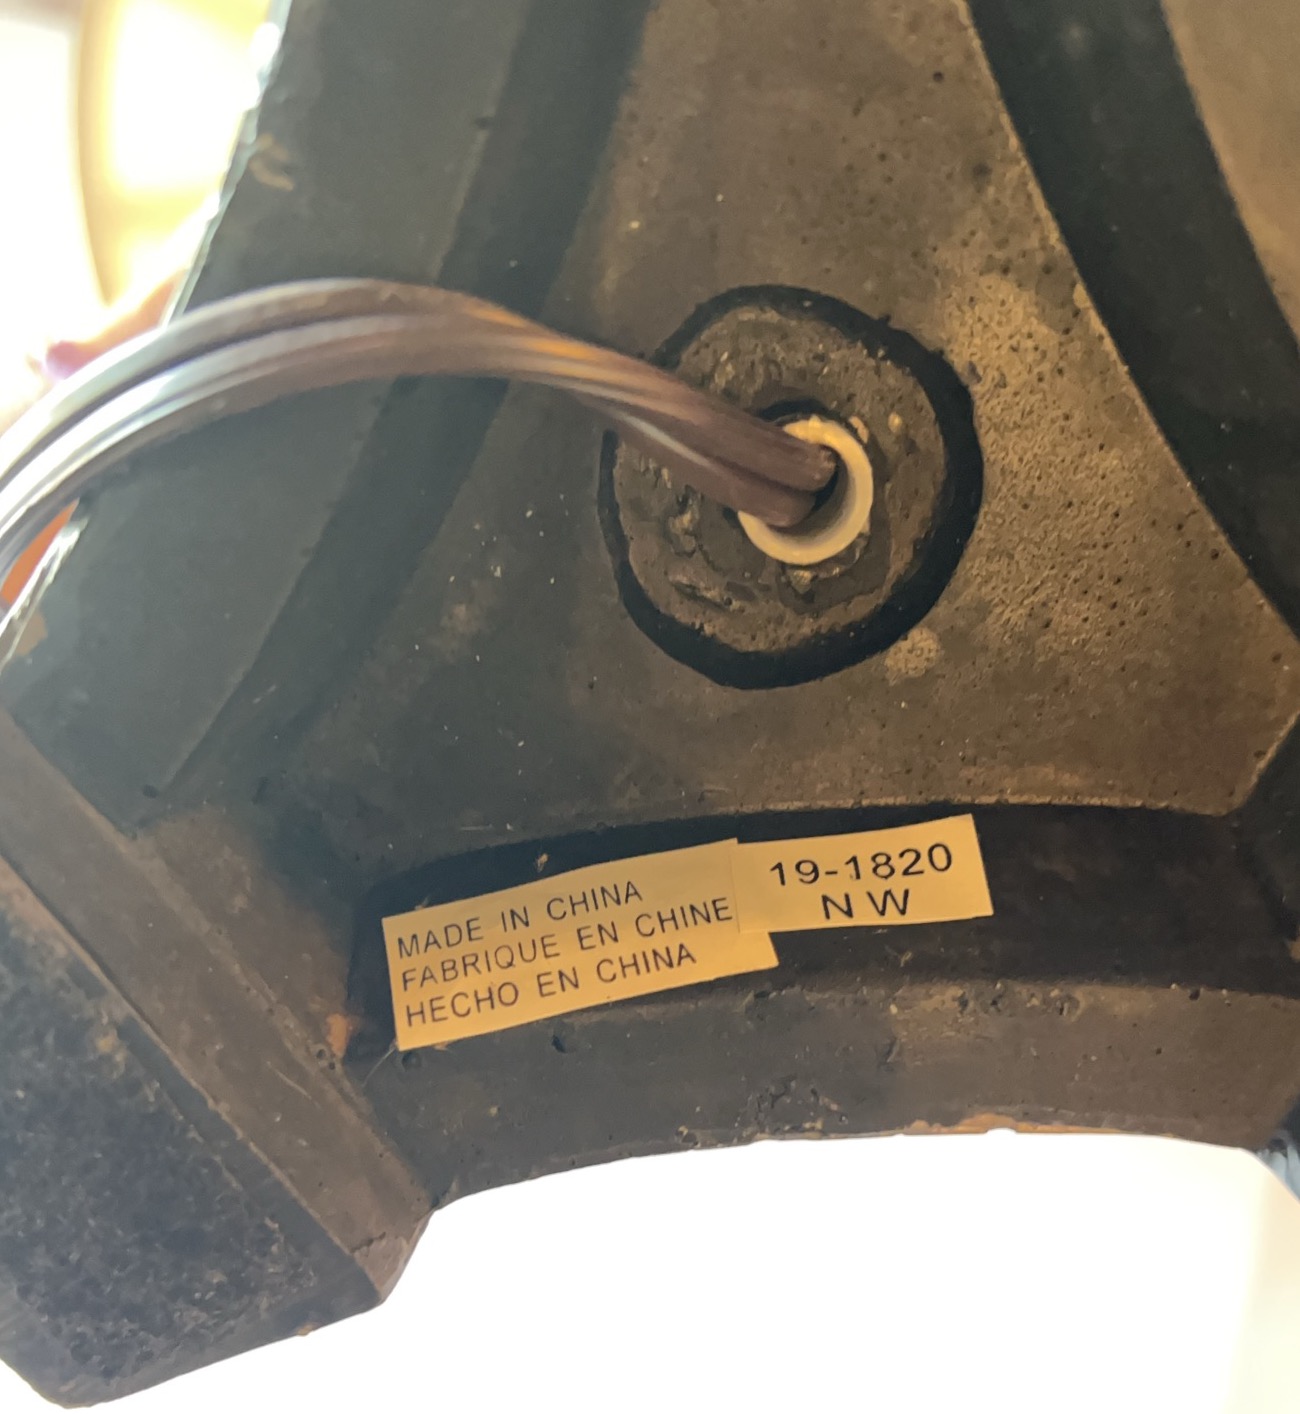 MADE IN CHINA
FABRIQUE EN CHINE
HECHO EN CHINA
19-1820
N W